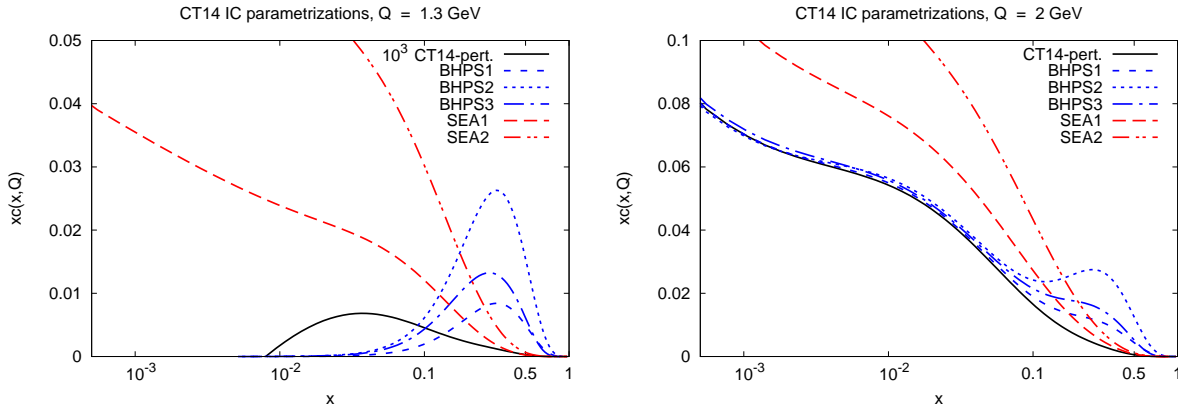 CT14 IC parametrizations, Q = 1.3 GeV
xc(x,Q)
0.05
0.04
0.03
0.02
0.01
0
10³ CT14-pert.
BHPS1
BHPS2
BHPS3
SEA1
SEA2
10⁻³
10⁻²
0.1
0.5
1
x
CT14 IC parametrizations, Q = 2 GeV
xc(x,Q)
0.1
0.08
0.06
0.04
0.02
0
CT14-pert.
BHPS1
BHPS2
BHPS3
SEA1
SEA2
10⁻³
10⁻²
0.1
0.5
1
x